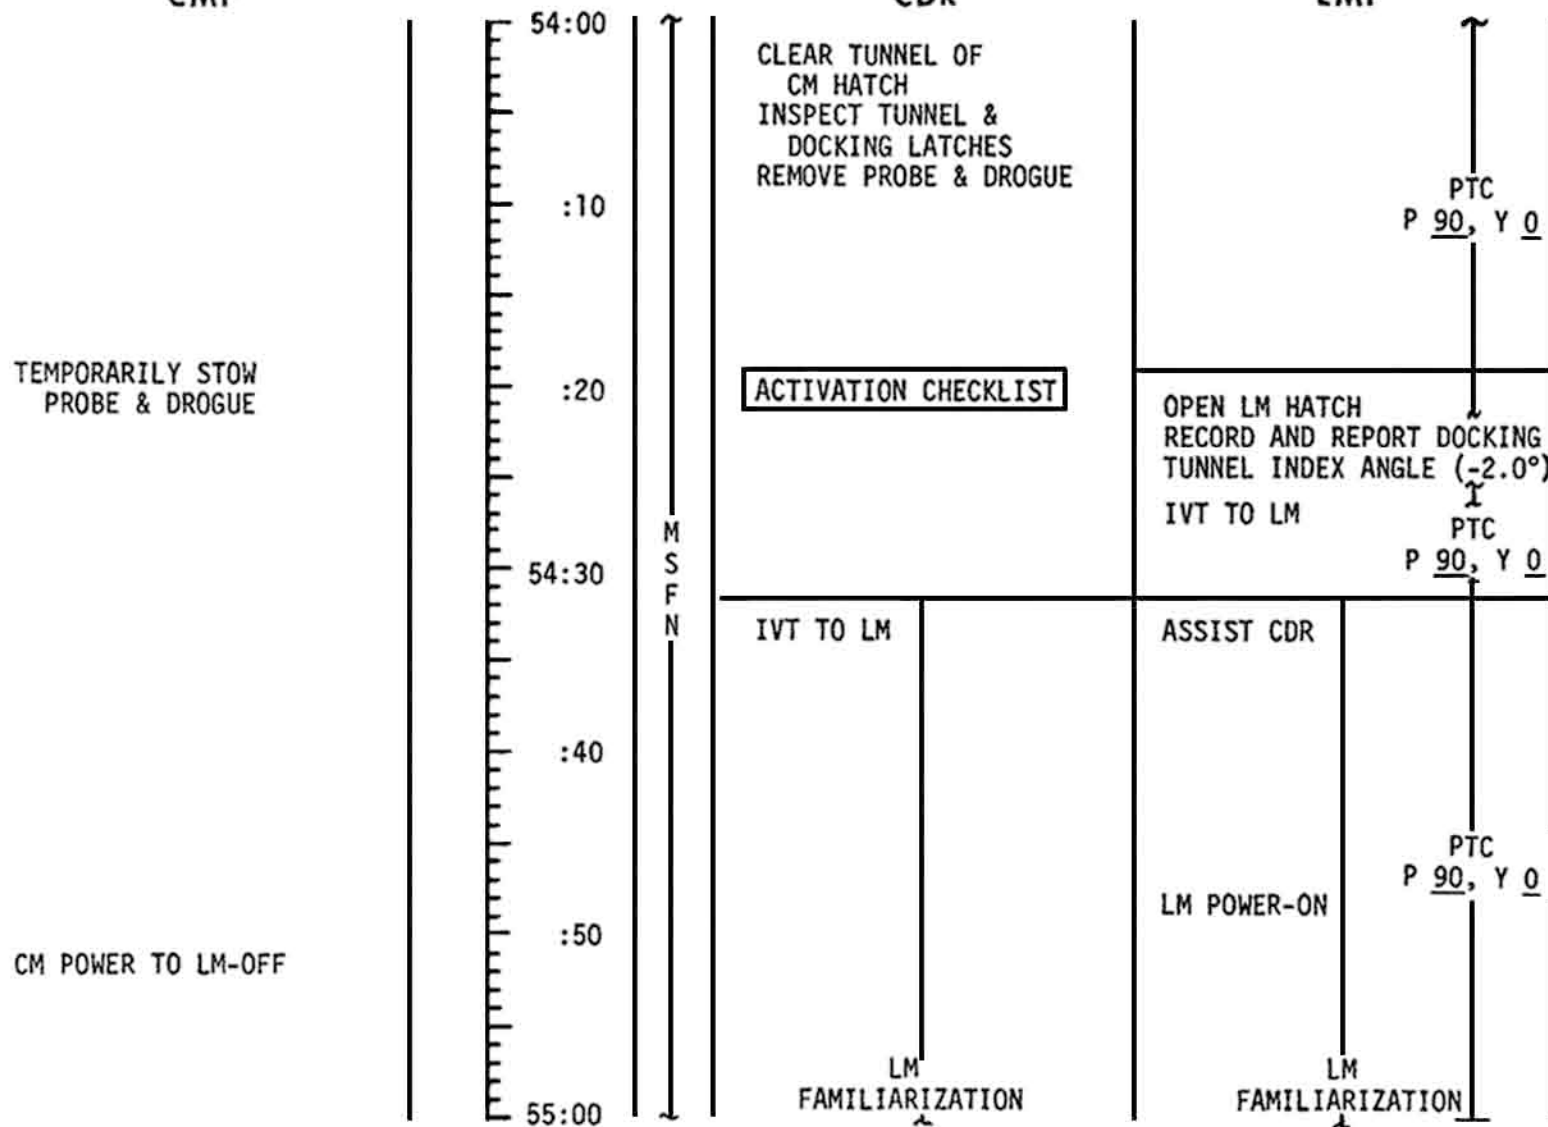 CMP
CDR
LMP
54:00
CLEAR TUNNEL OF
CM HATCH
INSPECT TUNNEL &
DOCKING LATCHES
REMOVE PROBE & DROGUE
PTC
P 90, Y 0
:10
TEMPORARILY STOW
PROBE & DROGUE
:20
ACTIVATION CHECKLIST
OPEN LM HATCH
RECORD AND REPORT DOCKING
TUNNEL INDEX ANGLE (-2.0°)
IVT TO LM
PTC
P 90, Y 0
M
S
F
N
54:30
IVT TO LM
ASSIST CDR
:40
PTC
P 90, Y 0
LM POWER-ON
:50
CM POWER TO LM-OFF
LM
FAMILIARIZATION
LM
FAMILIARIZATION
55:00